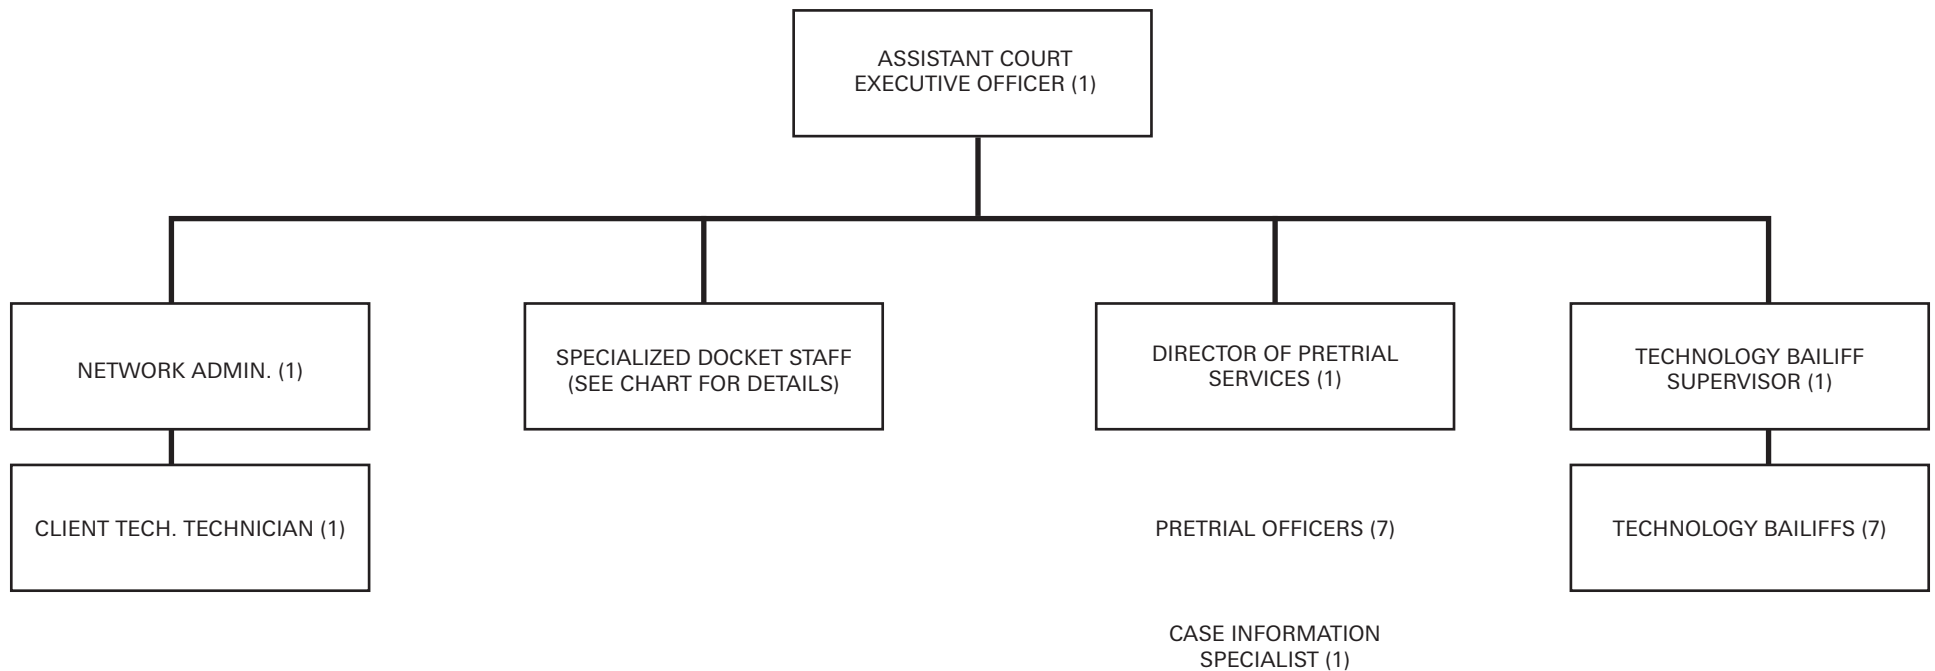 ASSISTANT COURT
EXECUTIVE OFFICER (1)
NETWORK ADMIN. (1)
SPECIALIZED DOCKET STAFF
(SEE CHART FOR DETAILS)
DIRECTOR OF PRETRIAL
SERVICES (1)
TECHNOLOGY BAILIFF
SUPERVISOR (1)
CLIENT TECH. TECHNICIAN (1)
PRETRIAL OFFICERS (7)
TECHNOLOGY BAILIFFS (7)
CASE INFORMATION
SPECIALIST (1)